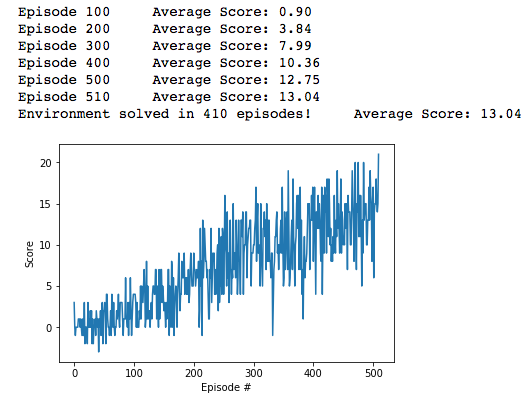 Episode 100 Average Score: 0.90
Episode 200 Average Score: 3.84
Episode 300 Average Score: 7.99
Episode 400 Average Score: 10.36
Episode 500 Average Score: 12.75
Episode 510 Average Score: 13.04
Environment solved in 410 episodes! Average Score: 13.04
20
15
10
5
0
Score
0 100 200 300 400 500
Episode #